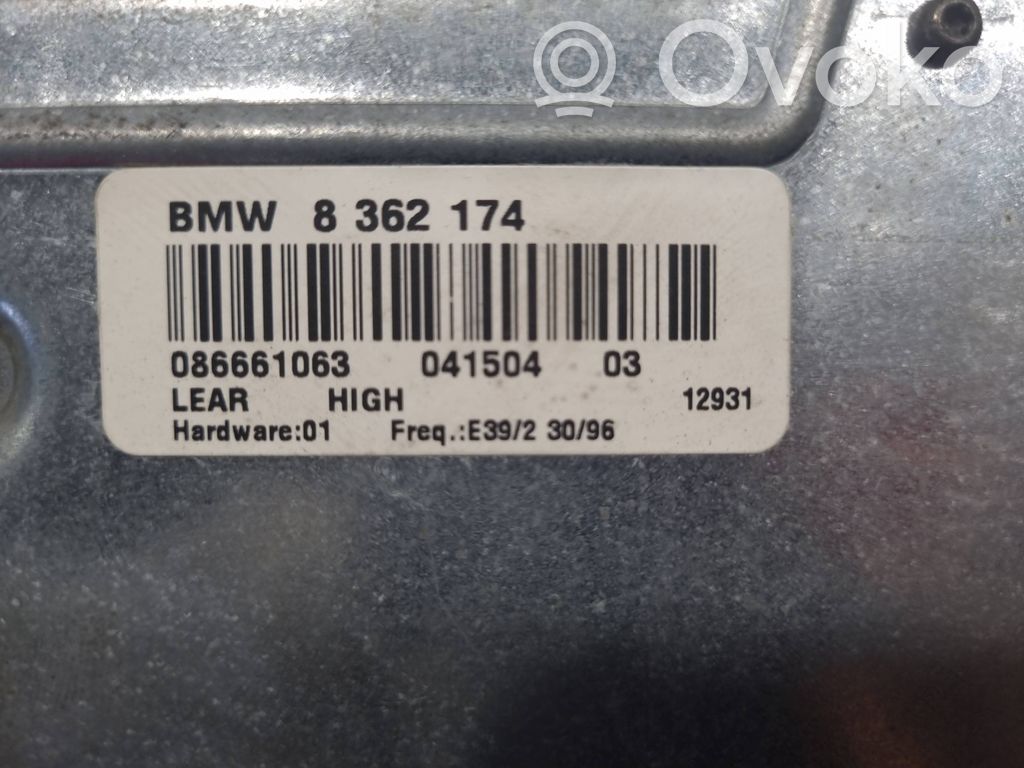 Ovoko
BMW 8 362 174
086661063 041504 03
LEAR HIGH 12931
Hardware:01 Freq.:E39/2 30/96